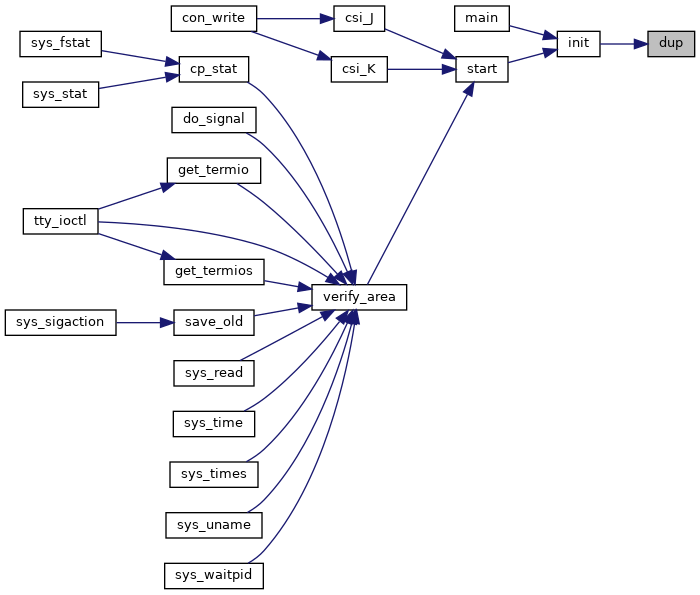 con_write
csi_J
main
sys_fstat
init
dup
cp_stat
csi_K
start
sys_stat
do_signal
get_termio
tty_ioctl
get_termios
verify_area
sys_sigaction
save_old
sys_read
sys_time
sys_times
sys_uname
sys_waitpid